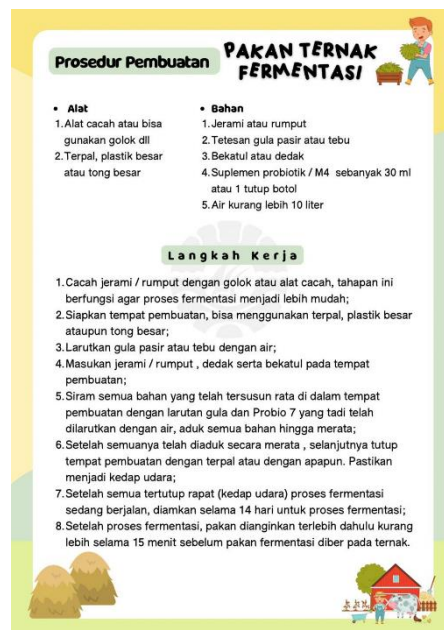 Prosedur Pembuatan
PAKAN TERNAK
FERMENTASI
• Alat
1. Alat cacah atau bisa
gunakan golok dll
2. Terpal, plastik besar
atau tong besar
• Bahan
1. Jerami atau rumput
2. Tetesan gula pasir atau tebu
3. Bekatul atau dedak
4. Suplemen probiotik / M4 sebanyak 30 ml
atau 1 tutup botol
5. Air kurang lebih 10 liter
Langkah Kerja
1. Cacah jerami / rumput dengan golok atau alat cacah, tahapan ini
berfungsi agar proses fermentasi menjadi lebih mudah;
2. Siapkan tempat pembuatan, bisa menggunakan terpal, plastik besar
ataupun tong besar;
3. Larutkan gula pasir atau tebu dengan air;
4. Masukan jerami / rumput , dedak serta bekatul pada tempat
pembuatan;
5. Siram semua bahan yang telah tersusun rata di dalam tempat
pembuatan dengan larutan gula dan Probio 7 yang tadi telah
dilarutkan dengan air, aduk semua bahan hingga merata;
6. Setelah semuanya telah diaduk secara merata , selanjutnya tutup
tempat pembuatan dengan terpal atau dengan apapun. Pastikan
menjadi kedap udara;
7. Setelah semua tertutup rapat (kedap udara) proses fermentasi
sedang berjalan, diamkan selama 14 hari untuk proses fermentasi;
8. Setelah proses fermentasi, pakan dianginkan terlebih dahulu kurang
lebih selama 15 menit sebelum pakan fermentasi diber pada ternak.